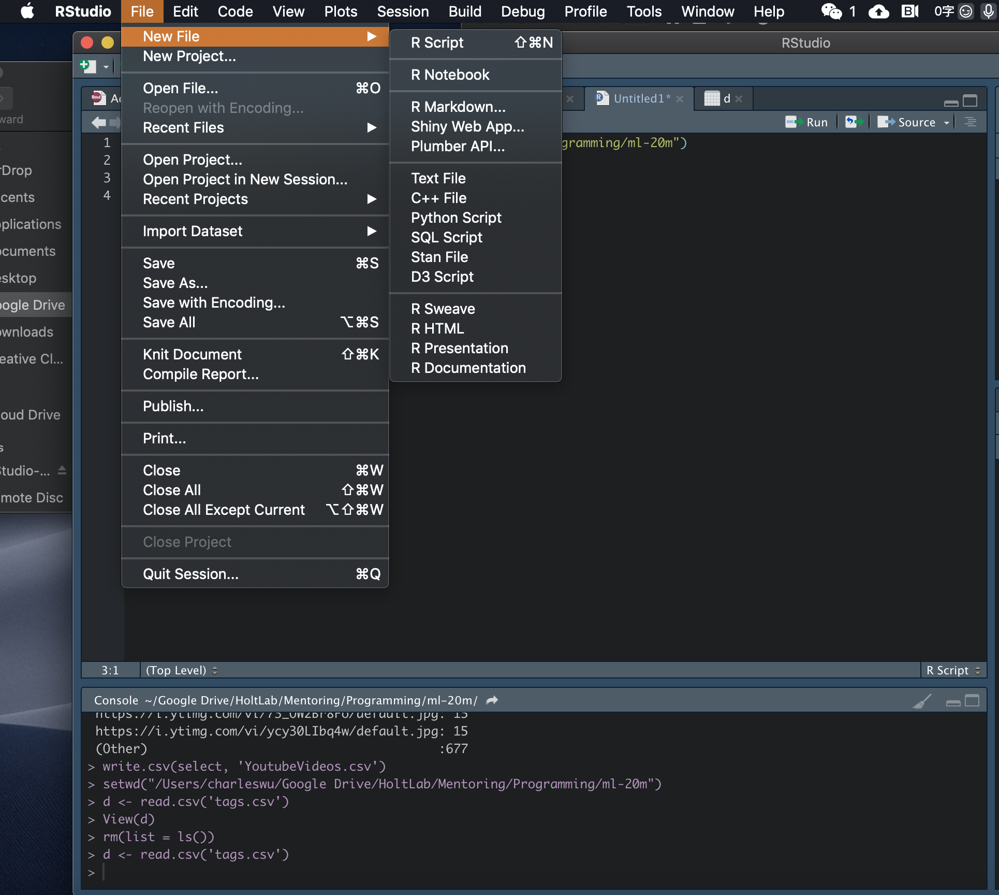 RStudio File Edit Code View Plots Session Build Debug Profile Tools Window Help 1 0字
RStudio
New File
New Project...
Open File... ⌘O
Reopen with Encoding...
Recent Files
Open Project...
Open Project in New Session...
Recent Projects
Import Dataset
Save ⌘S
Save As...
Save with Encoding...
Save All ⌥⌘S
Knit Document ⇧⌘K
Compile Report...
Publish...
Print...
Close ⌘W
Close All ⇧⌘W
Close All Except Current ⌥⇧⌘W
Close Project
Quit Session... ⌘Q
R Script ⇧⌘N
R Notebook
R Markdown...
Shiny Web App...
Plumber API...
Text File
C++ File
Python Script
SQL Script
Stan File
D3 Script
R Sweave
R HTML
R Presentation
R Documentation
ward
rDrop
cents
plications
ocuments
esktop
oogle Drive
ownloads
eative Cl...
oud Drive
s
Studio-...
mote Disc
Untitled1* d
Run Source
1 gramming/ml-20m")
2
3
4
3:1 (Top Level) R Script
Console ~/Google Drive/HoltLab/Mentoring/Programming/ml-20m/
https://i.ytimg.com/vi/ycy30LIbq4w/default.jpg: 15
(Other) :677
> write.csv(select, 'YoutubeVideos.csv')
> setwd("/Users/charleswu/Google Drive/HoltLab/Mentoring/Programming/ml-20m")
> d <- read.csv('tags.csv')
> View(d)
> rm(list = ls())
> d <- read.csv('tags.csv')
>